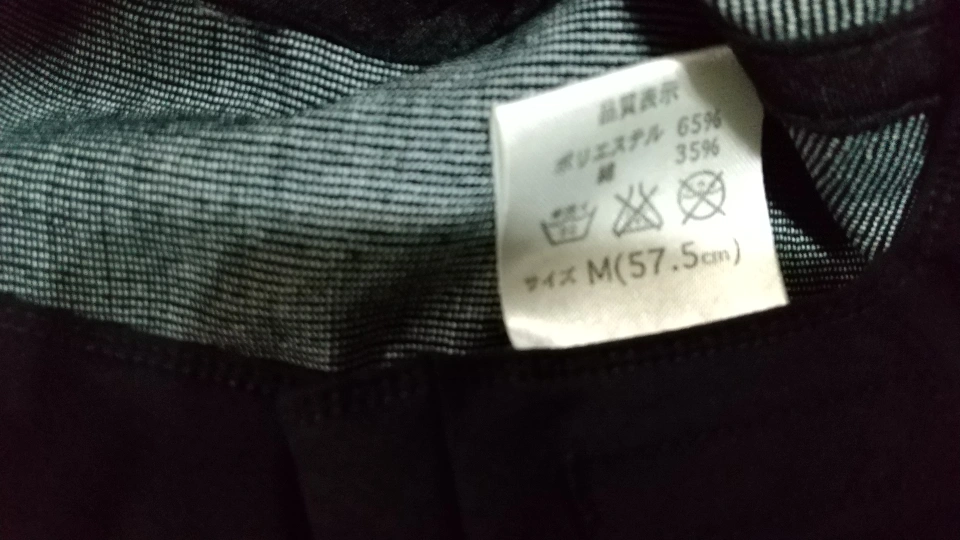 品質表示
ポリエステル 65%
綿 35%
サイズ M(57.5cm)